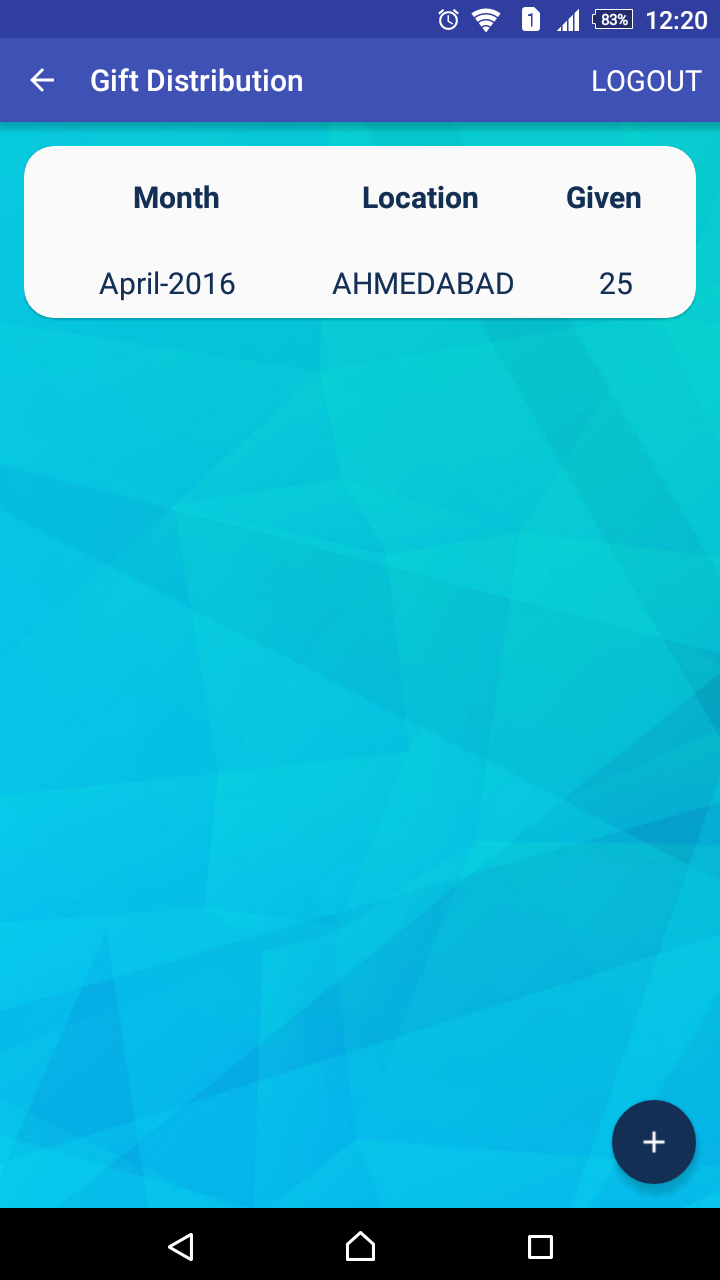 1 83% 12:20
Gift Distribution LOGOUT
Month Location Given
April-2016 AHMEDABAD 25
+